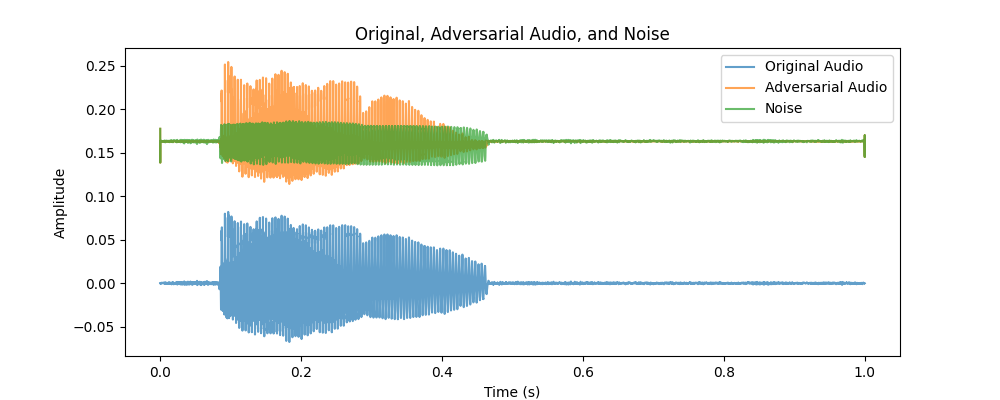 Original, Adversarial Audio, and Noise
Original Audio
Adversarial Audio
Noise
0.25
0.20
0.15
0.10
0.05
0.00
−0.05
Amplitude
0.0 0.2 0.4 0.6 0.8 1.0
Time (s)